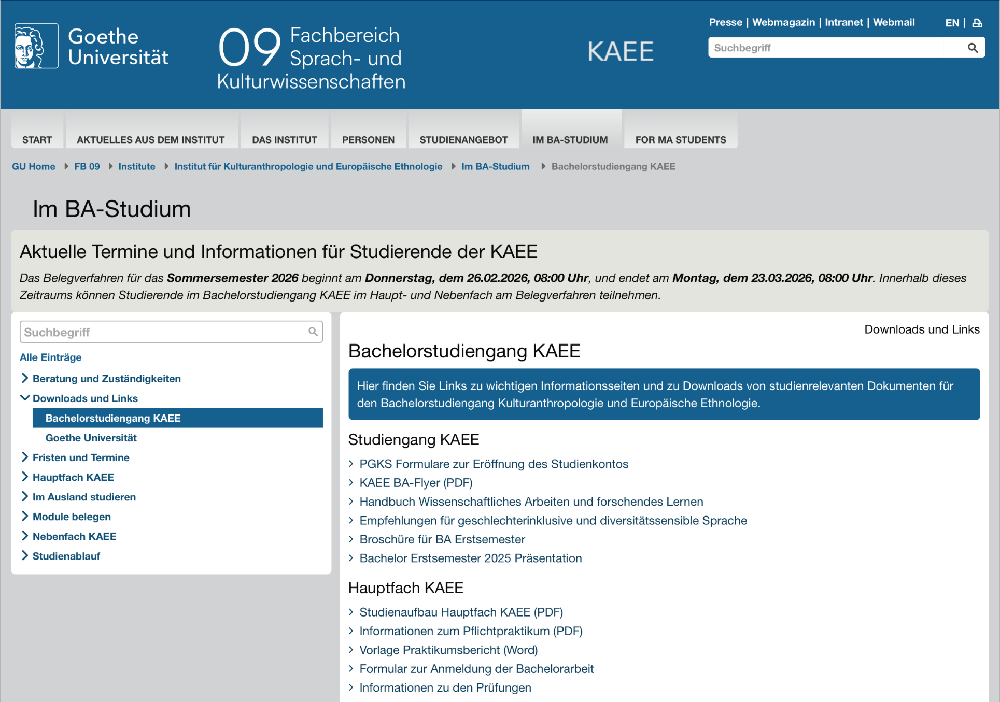 Goethe
Universität
09 Fachbereich
Sprach- und
Kulturwissenschaften
KAEE
Presse | Webmagazin | Intranet | Webmail
EN |
Suchbegriff
START
AKTUELLES AUS DEM INSTITUT
DAS INSTITUT
PERSONEN
STUDIENANGEBOT
IM BA-STUDIUM
FOR MA STUDENTS
GU Home
FB 09
Institute
Institut für Kulturanthropologie und Europäische Ethnologie
Im BA-Studium
Bachelorstudiengang KAEE
Im BA-Studium
Aktuelle Termine und Informationen für Studierende der KAEE
Das Belegverfahren für das Sommersemester 2026 beginnt am Donnerstag, dem 26.02.2026, 08:00 Uhr, und endet am Montag, dem 23.03.2026, 08:00 Uhr. Innerhalb dieses
Zeitraums können Studierende im Bachelorstudiengang KAEE im Haupt- und Nebenfach am Belegverfahren teilnehmen.
Suchbegriff
Alle Einträge
Beratung und Zuständigkeiten
Downloads und Links
Bachelorstudiengang KAEE
Goethe Universität
Fristen und Termine
Hauptfach KAEE
Im Ausland studieren
Module belegen
Nebenfach KAEE
Studienablauf
Downloads und Links
Bachelorstudiengang KAEE
Hier finden Sie Links zu wichtigen Informationsseiten und zu Downloads von studienrelevanten Dokumenten für
den Bachelorstudiengang Kulturanthropologie und Europäische Ethnologie.
Studiengang KAEE
PGKS Formulare zur Eröffnung des Studienkontos
KAEE BA-Flyer (PDF)
Handbuch Wissenschaftliches Arbeiten und forschendes Lernen
Empfehlungen für geschlechterinklusive und diversitätssensible Sprache
Broschüre für BA Erstsemester
Bachelor Erstsemester 2025 Präsentation
Hauptfach KAEE
Studienaufbau Hauptfach KAEE (PDF)
Informationen zum Pflichtpraktikum (PDF)
Vorlage Praktikumsbericht (Word)
Formular zur Anmeldung der Bachelorarbeit
Informationen zu den Prüfungen